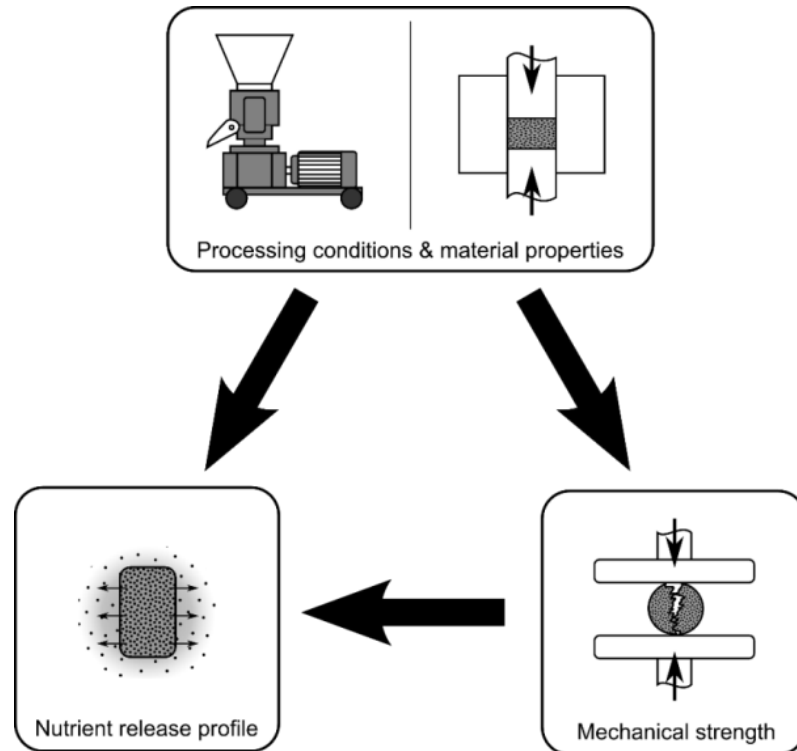 Processing conditions & material properties
Nutrient release profile
Mechanical strength